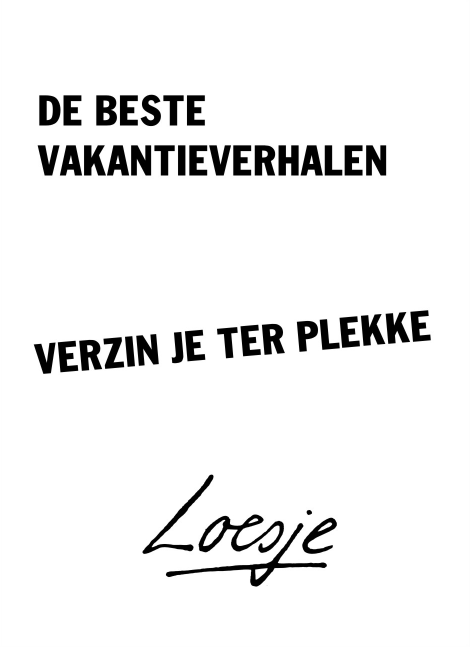 DE BESTE
VAKANTIEVERHALEN
VERZIN JE TER PLEKKE
Loesje